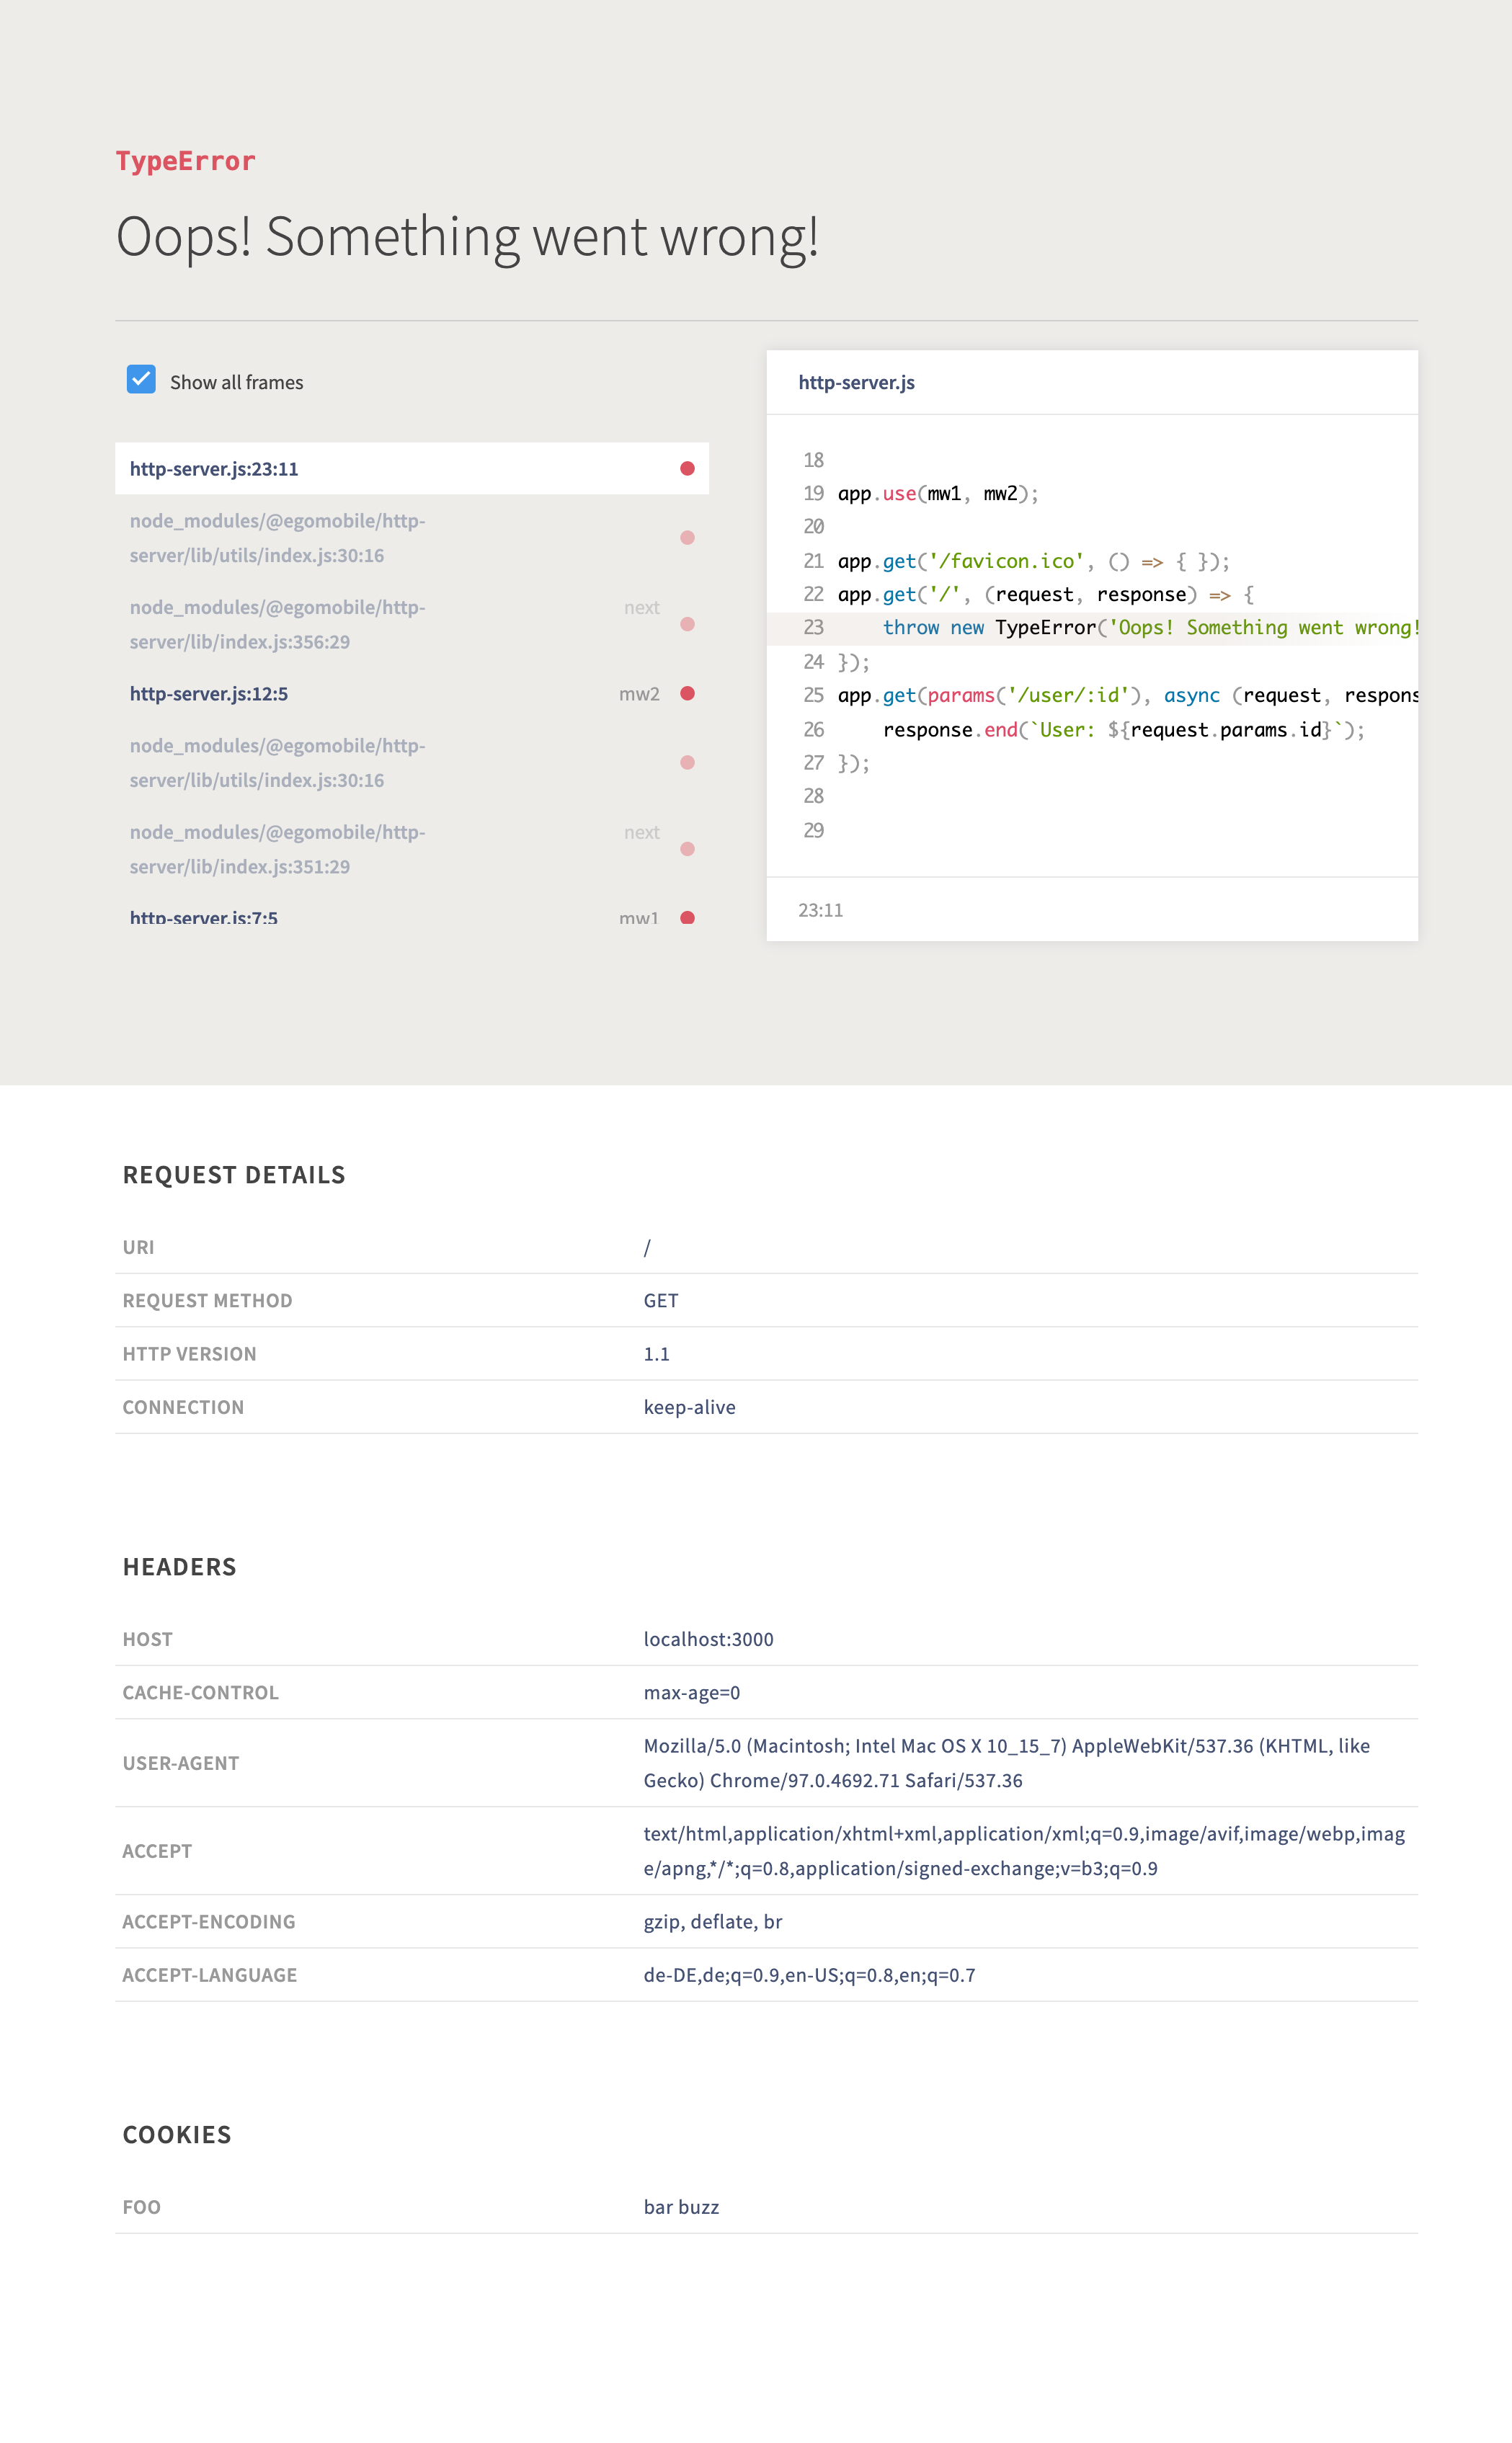 TypeError
Oops! Something went wrong!
Show all frames
http-server.js:23:11
node_modules/@egomobile/http-
server/lib/utils/index.js:30:16
node_modules/@egomobile/http- next
server/lib/index.js:356:29
http-server.js:12:5 mw2
node_modules/@egomobile/http-
server/lib/utils/index.js:30:16
node_modules/@egomobile/http- next
server/lib/index.js:351:29
http-server.js:7:5 mw1
http-server.js
18
19 app.use(mw1, mw2);
20
21 app.get('/favicon.ico', () => { });
22 app.get('/', (request, response) => {
23     throw new TypeError('Oops! Something went wrong!
24 });
25 app.get(params('/user/:id'), async (request, respons
26     response.end(`User: ${request.params.id}`);
27 });
28
29
23:11
REQUEST DETAILS
URI /
REQUEST METHOD GET
HTTP VERSION 1.1
CONNECTION keep-alive
HEADERS
HOST localhost:3000
CACHE-CONTROL max-age=0
USER-AGENT Mozilla/5.0 (Macintosh; Intel Mac OS X 10_15_7) AppleWebKit/537.36 (KHTML, like
Gecko) Chrome/97.0.4692.71 Safari/537.36
ACCEPT text/html,application/xhtml+xml,application/xml;q=0.9,image/avif,image/webp,imag
e/apng,*/*;q=0.8,application/signed-exchange;v=b3;q=0.9
ACCEPT-ENCODING gzip, deflate, br
ACCEPT-LANGUAGE de-DE,de;q=0.9,en-US;q=0.8,en;q=0.7
COOKIES
FOO bar buzz